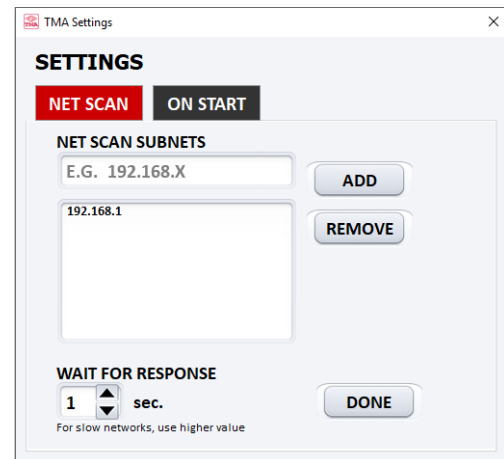 TMA Settings
SETTINGS
NET SCAN ON START
NET SCAN SUBNETS
E.G. 192.168.X
ADD
192.168.1
REMOVE
WAIT FOR RESPONSE
1 sec.
DONE
For slow networks, use higher value